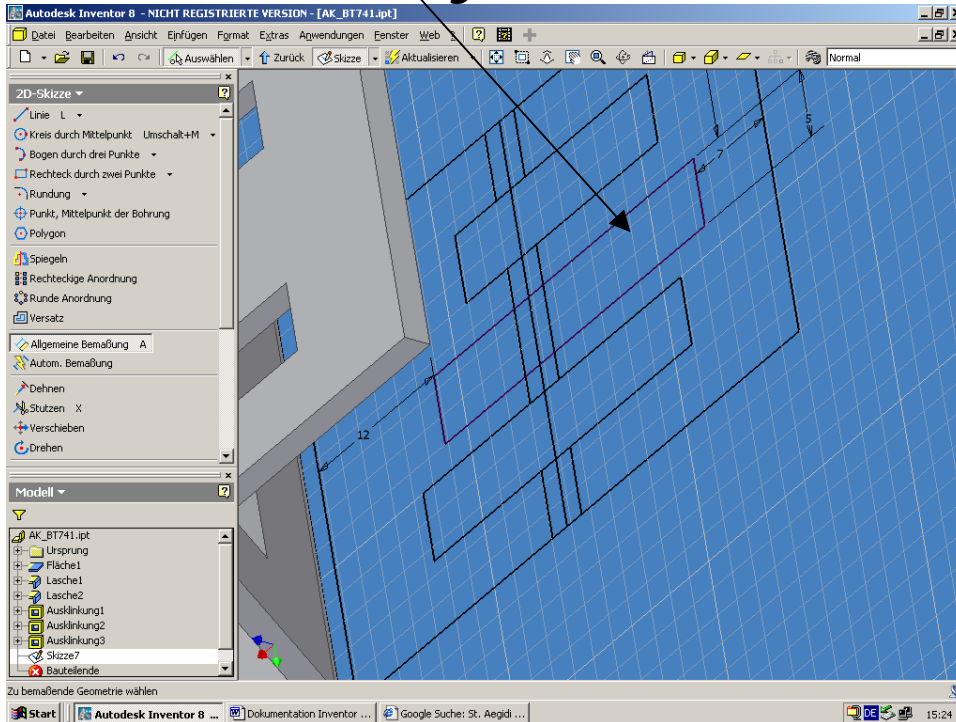 Autodesk Inventor 8 - NICHT REGISTRIERTE VERSION - [AK_BT741.ipt]
Datei Bearbeiten Ansicht Einfügen Format Extras Anwendungen Fenster Web ?
Auswählen Zurück Skizze Aktualisieren Normal
2D-Skizze
Linie L
Kreis durch Mittelpunkt Umschalt+M
Bogen durch drei Punkte
Rechteck durch zwei Punkte
Rundung
Punkt, Mittelpunkt der Bohrung
Polygon
Spiegeln
Rechteckige Anordnung
Runde Anordnung
Versatz
Allgemeine Bemaßung A
Autom. Bemaßung
Dehnen
Stutzen X
Verschieben
Drehen
Modell
AK_BT741.ipt
Ursprung
Fläche1
Lasche1
Lasche2
Ausklinkung1
Ausklinkung2
Ausklinkung3
Skizze7
Bauteilende
5
7
12
Zu bemaßende Geometrie wählen
Start Autodesk Inventor 8 ... Dokumentation Inventor ... Google Suche: St. Aegidi ... DE 15:24